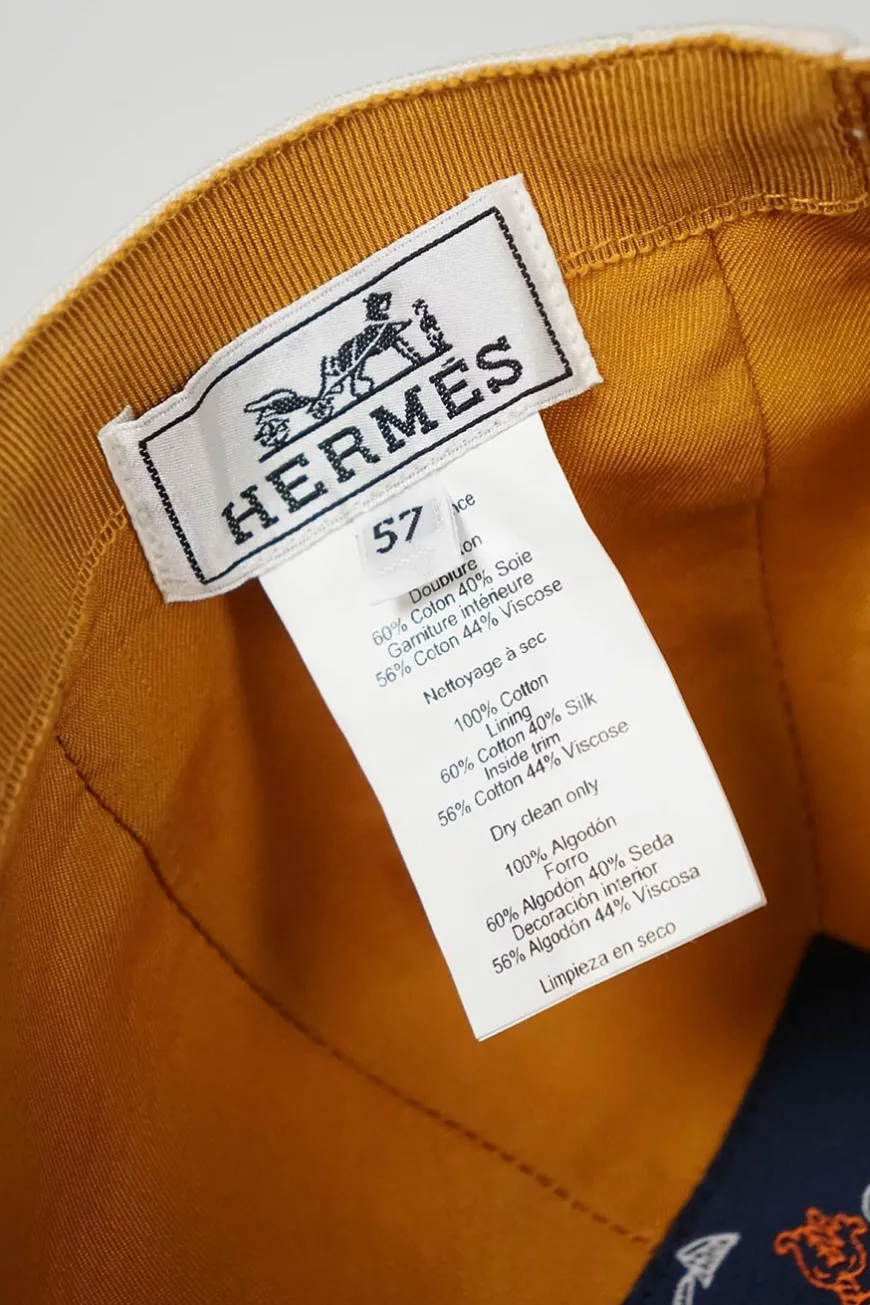 HERMÈS
57
Doublure
60% Coton 40% Soie
Garniture intérieure
56% Coton 44% Viscose
Nettoyage à sec
100% Cotton
Lining
60% Cotton 40% Silk
Inside trim
56% Cotton 44% Viscose
Dry clean only
100% Algodón
Forro
60% Algodón 40% Seda
Decoración interior
56% Algodón 44% Viscosa
Limpieza en seco